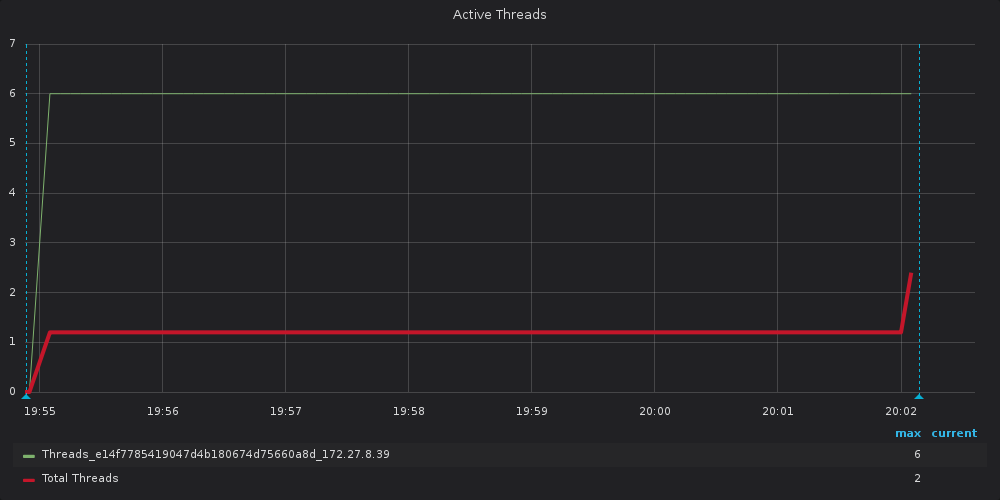 Active Threads
7
6
5
4
3
2
1
0
19:55 19:56 19:57 19:58 19:59 20:00 20:01 20:02
max current
Threads_e14f7785419047d4b180674d75660a8d_172.27.8.39 6
Total Threads 2